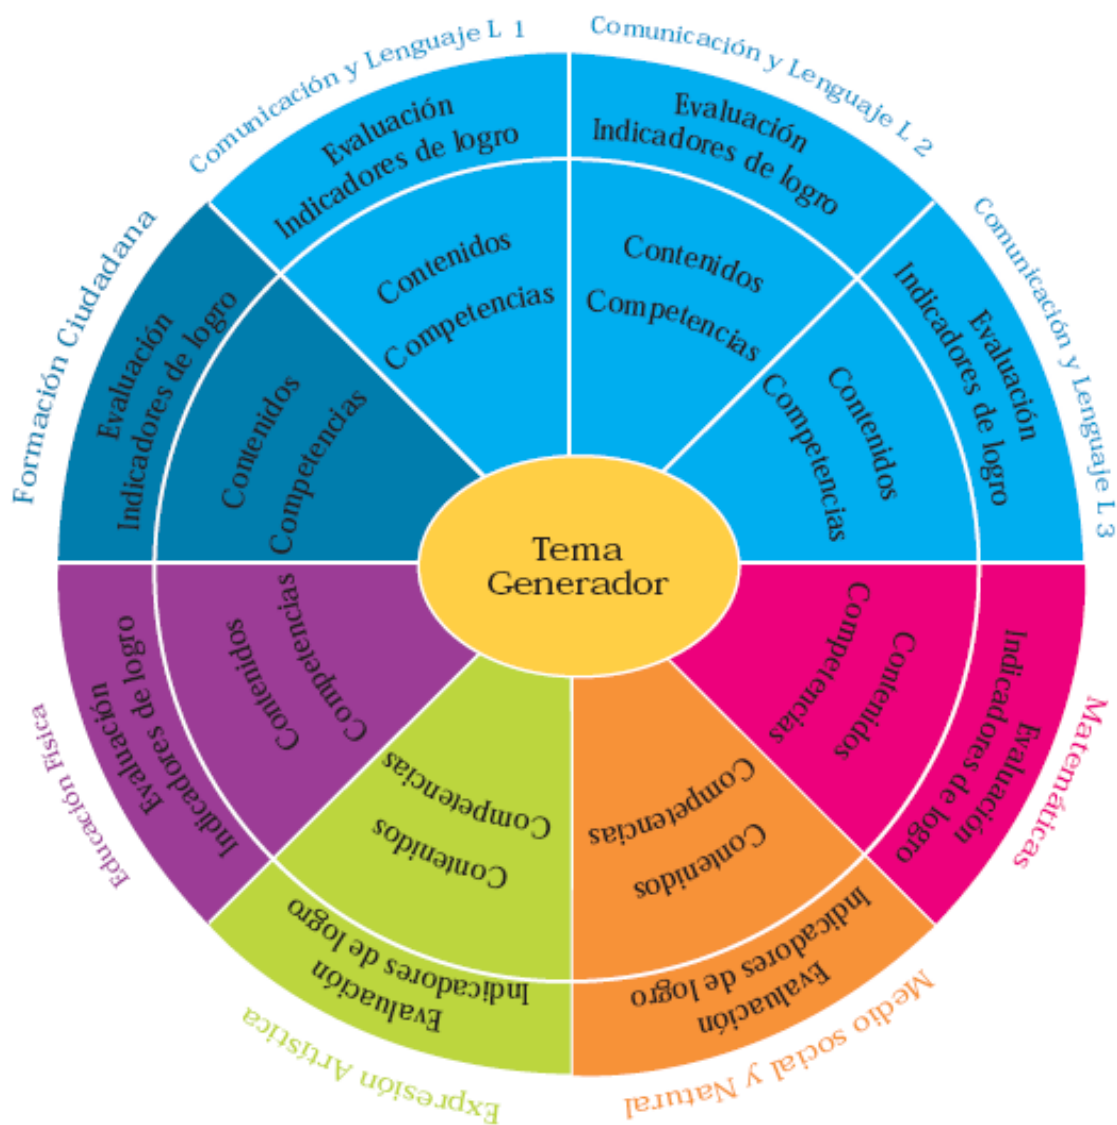 Comunicación y Lenguaje L 1
Evaluación
Indicadores de logro
Contenidos
Competencias
Comunicación y Lenguaje L 2
Evaluación
Indicadores de logro
Contenidos
Competencias
Comunicación y Lenguaje L 3
Evaluación
Indicadores de logro
Contenidos
Competencias
Matemáticas
Evaluación
Indicadores de logro
Contenidos
Competencias
Medio social y Natural
Evaluación
Indicadores de logro
Contenidos
Competencias
Expresión Artística
Evaluación
Indicadores de logro
Contenidos
Competencias
Educación Física
Evaluación
Indicadores de logro
Contenidos
Competencias
Formación Ciudadana
Evaluación
Indicadores de logro
Contenidos
Competencias
Tema
Generador